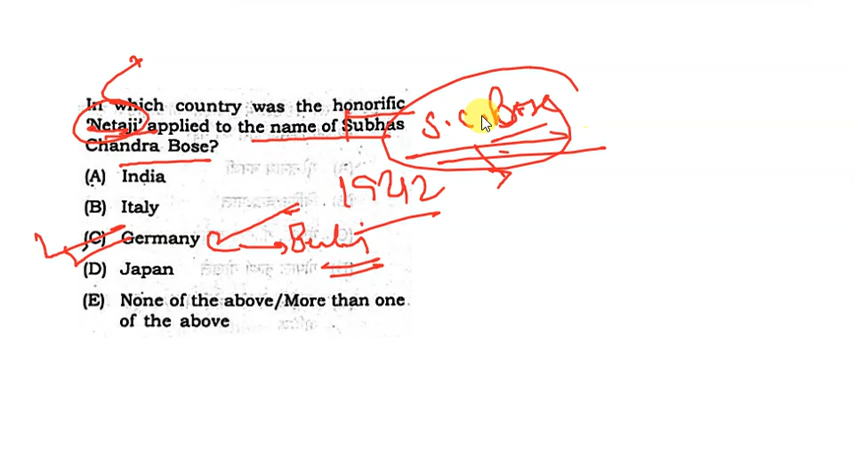 In which country was the honorific
'Netaji' applied to the name of Subhas
Chandra Bose?
S.C Bose
(A) India
1942
(B) Italy
(C) Germany
Berlin
(D) Japan
(E) None of the above/More than one
of the above